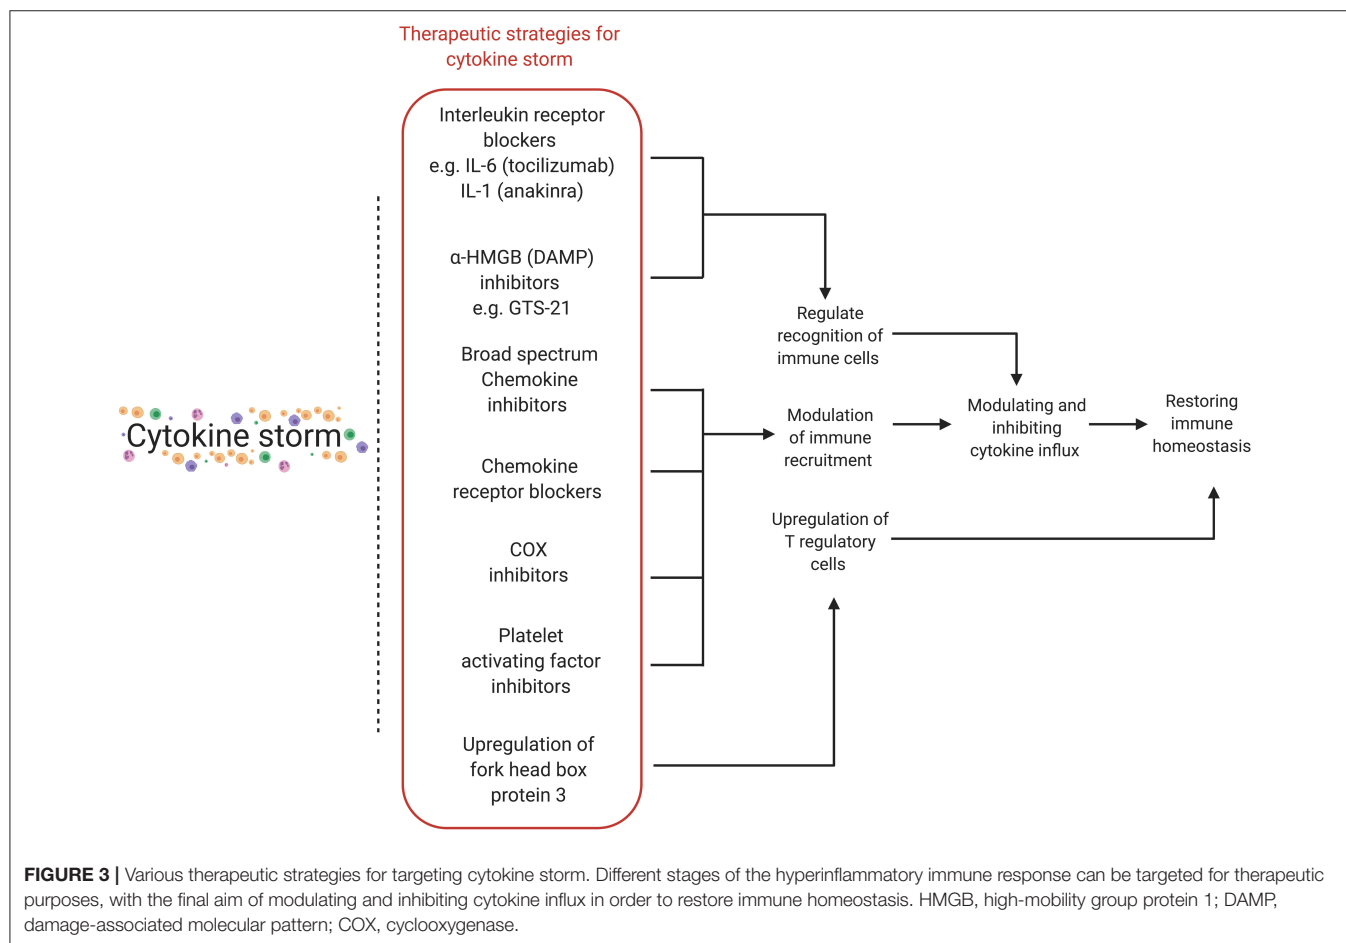 Therapeutic strategies for
cytokine storm
Interleukin receptor
blockers
e.g. IL-6 (tocilizumab)
IL-1 (anakinra)
α-HMGB (DAMP)
inhibitors
e.g. GTS-21
Broad spectrum
Chemokine
inhibitors
Chemokine
receptor blockers
COX
inhibitors
Platelet
activating factor
inhibitors
Upregulation of
fork head box
protein 3
Cytokine storm
Regulate
recognition of
immune cells
Modulation
of immune
recruitment
Upregulation of
T regulatory
cells
Modulating and
inhibiting
cytokine influx
Restoring
immune
homeostasis
FIGURE 3 | Various therapeutic strategies for targeting cytokine storm. Different stages of the hyperinflammatory immune response can be targeted for therapeutic
purposes, with the final aim of modulating and inhibiting cytokine influx in order to restore immune homeostasis. HMGB, high-mobility group protein 1; DAMP,
damage-associated molecular pattern; COX, cyclooxygenase.